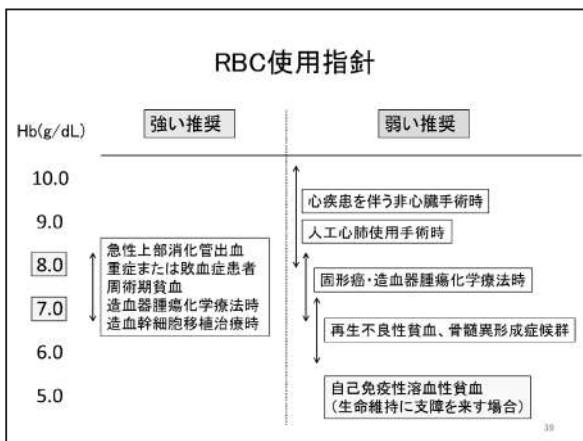 RBC使用指針
Hb(g/dL)
強い推奨
弱い推奨
10.0
9.0
8.0
7.0
6.0
5.0
急性上部消化管出血
重症または敗血症患者
周術期貧血
造血器腫瘍化学療法時
造血幹細胞移植治療時
心疾患を伴う非心臓手術時
人工心肺使用手術時
固形癌・造血器腫瘍化学療法時
再生不良性貧血、骨髄異形成症候群
自己免疫性溶血性貧血
(生命維持に支障を来す場合)
39